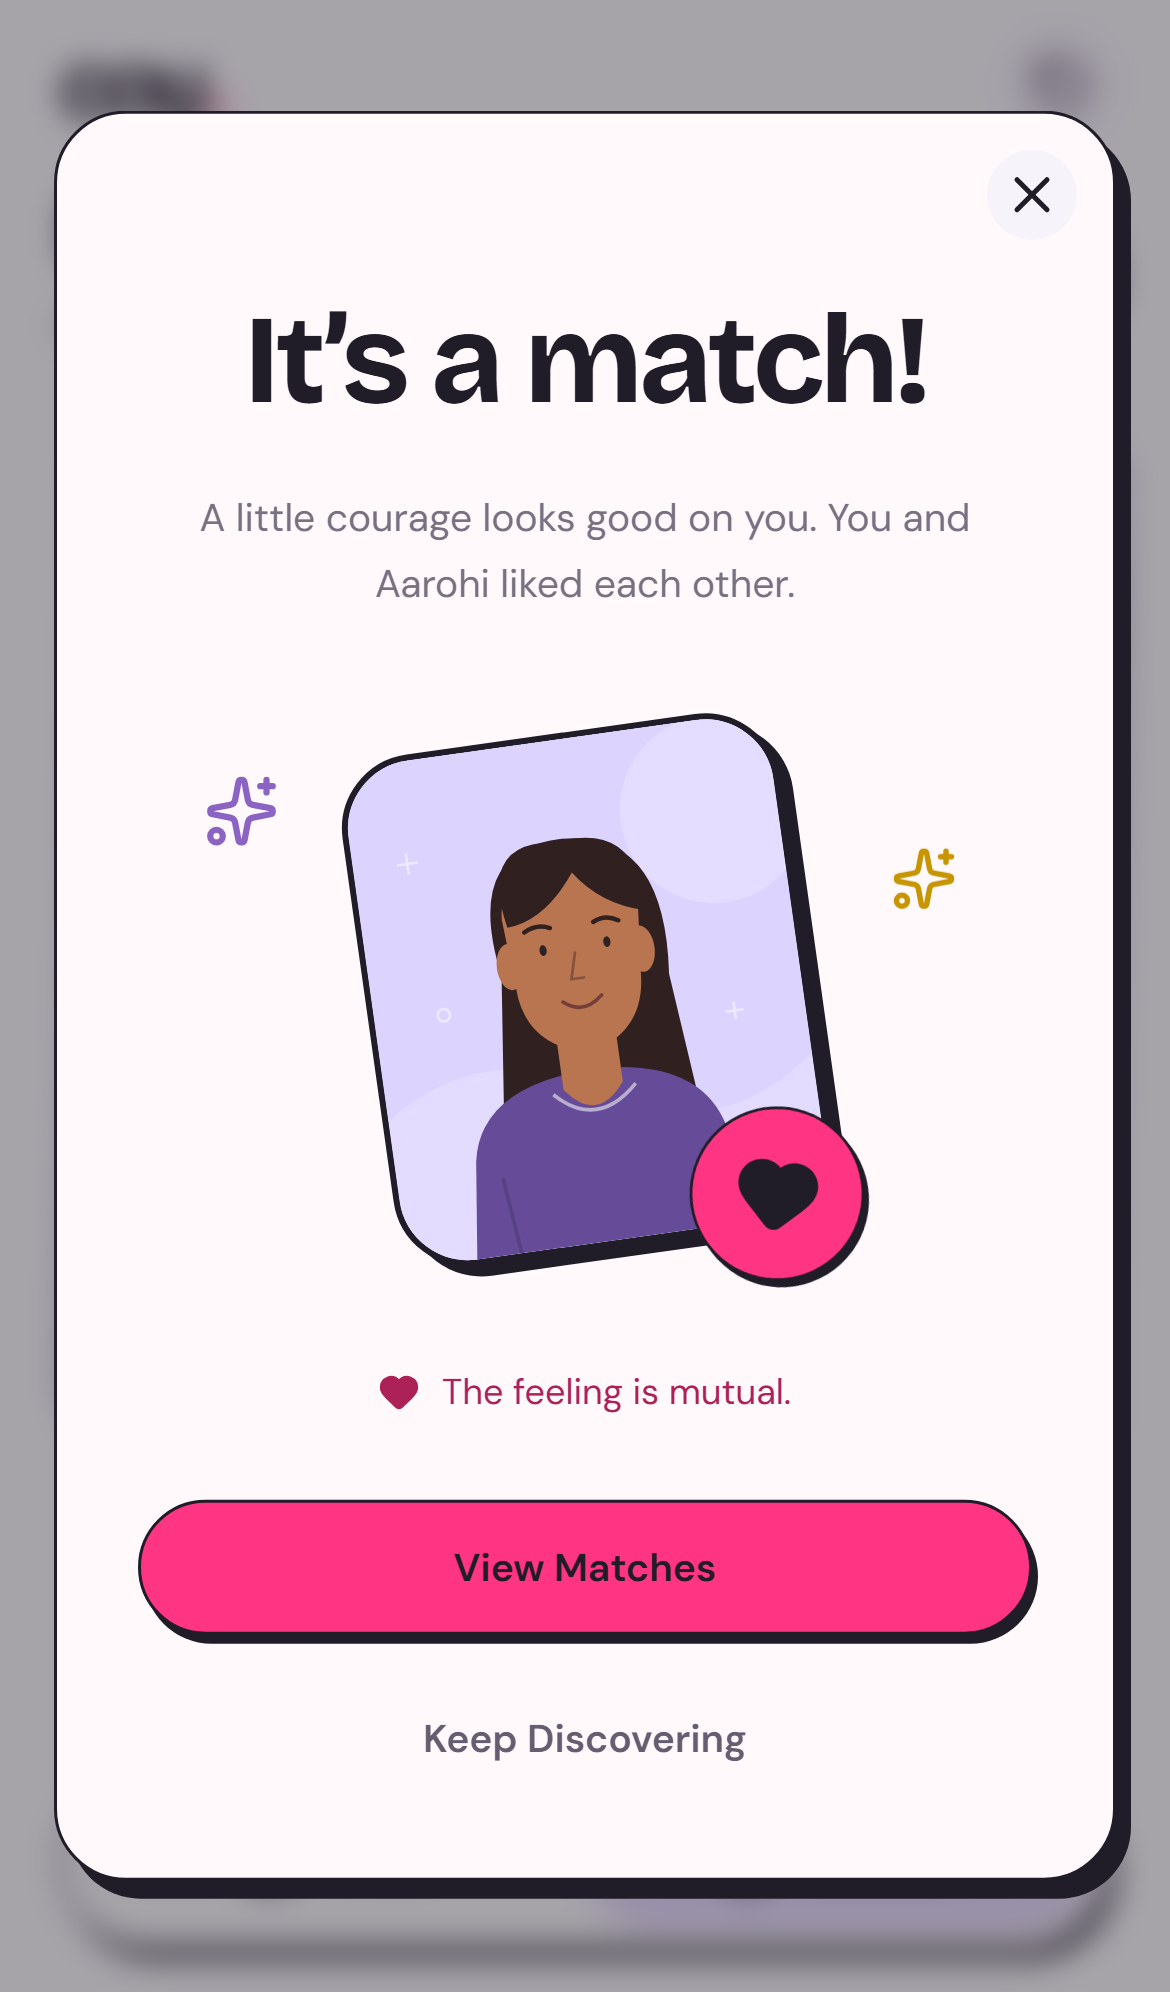 It's a match!
A little courage looks good on you. You and
Aarohi liked each other.
The feeling is mutual.
View Matches
Keep Discovering